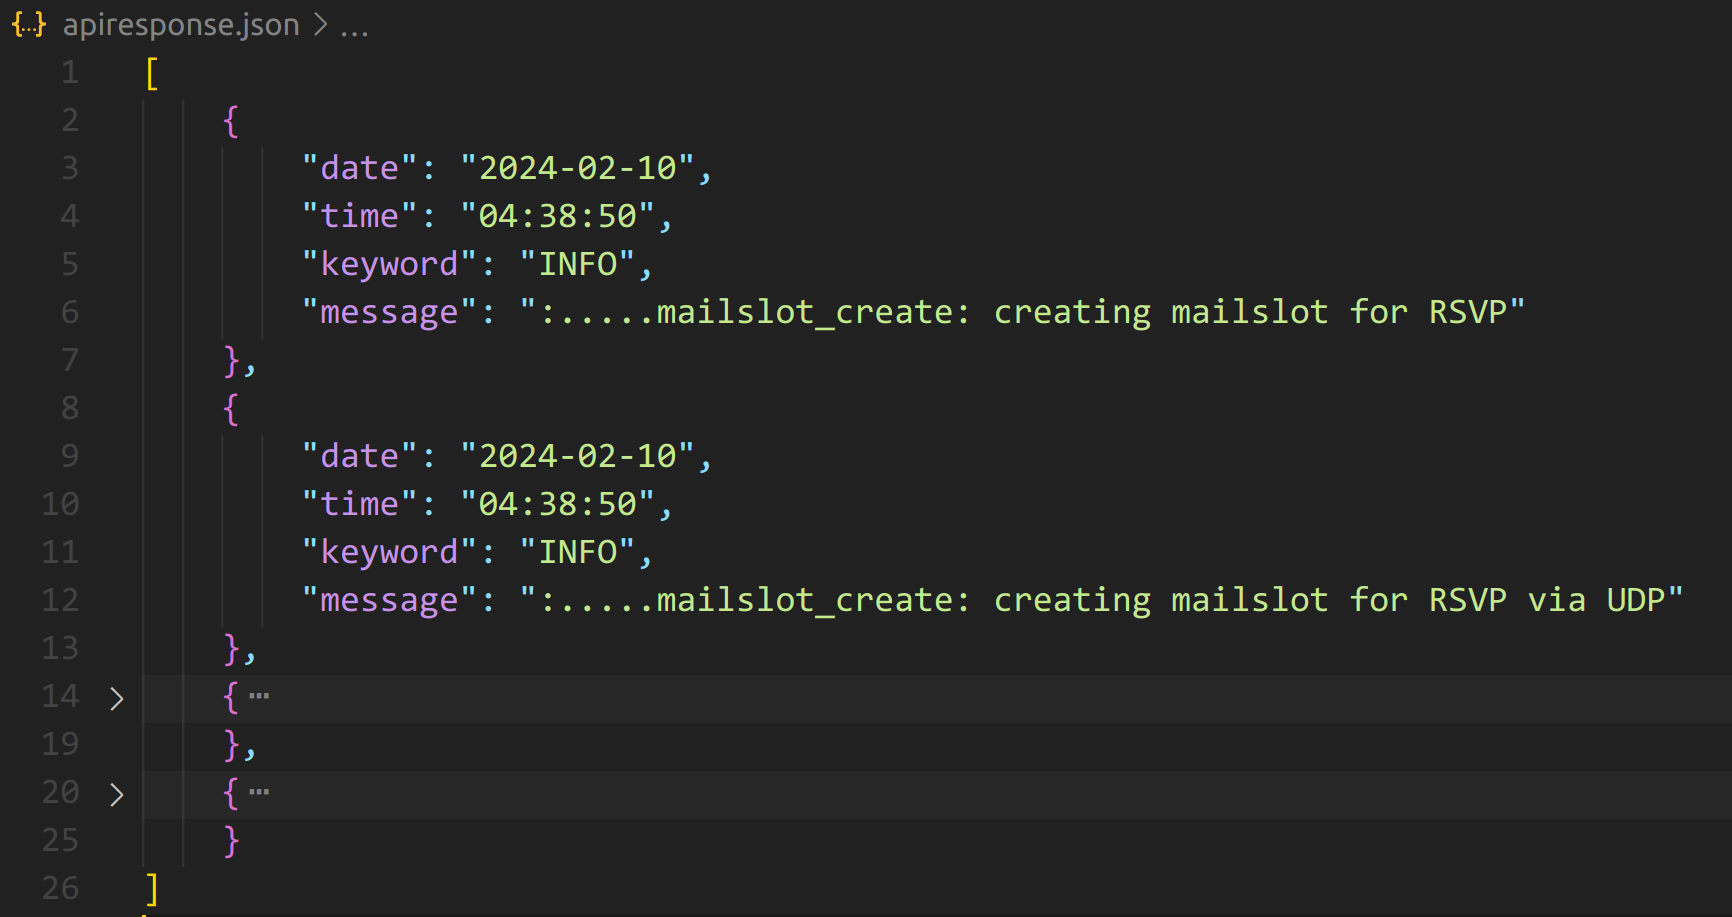 {...} apiresponse.json > ...
1 [
2 {
3 "date": "2024-02-10",
4 "time": "04:38:50",
5 "keyword": "INFO",
6 "message": ":.....mailslot_create: creating mailslot for RSVP"
7 },
8 {
9 "date": "2024-02-10",
10 "time": "04:38:50",
11 "keyword": "INFO",
12 "message": ":.....mailslot_create: creating mailslot for RSVP via UDP"
13 },
14 > { ...
19 },
20 > { ...
25 }
26 ]